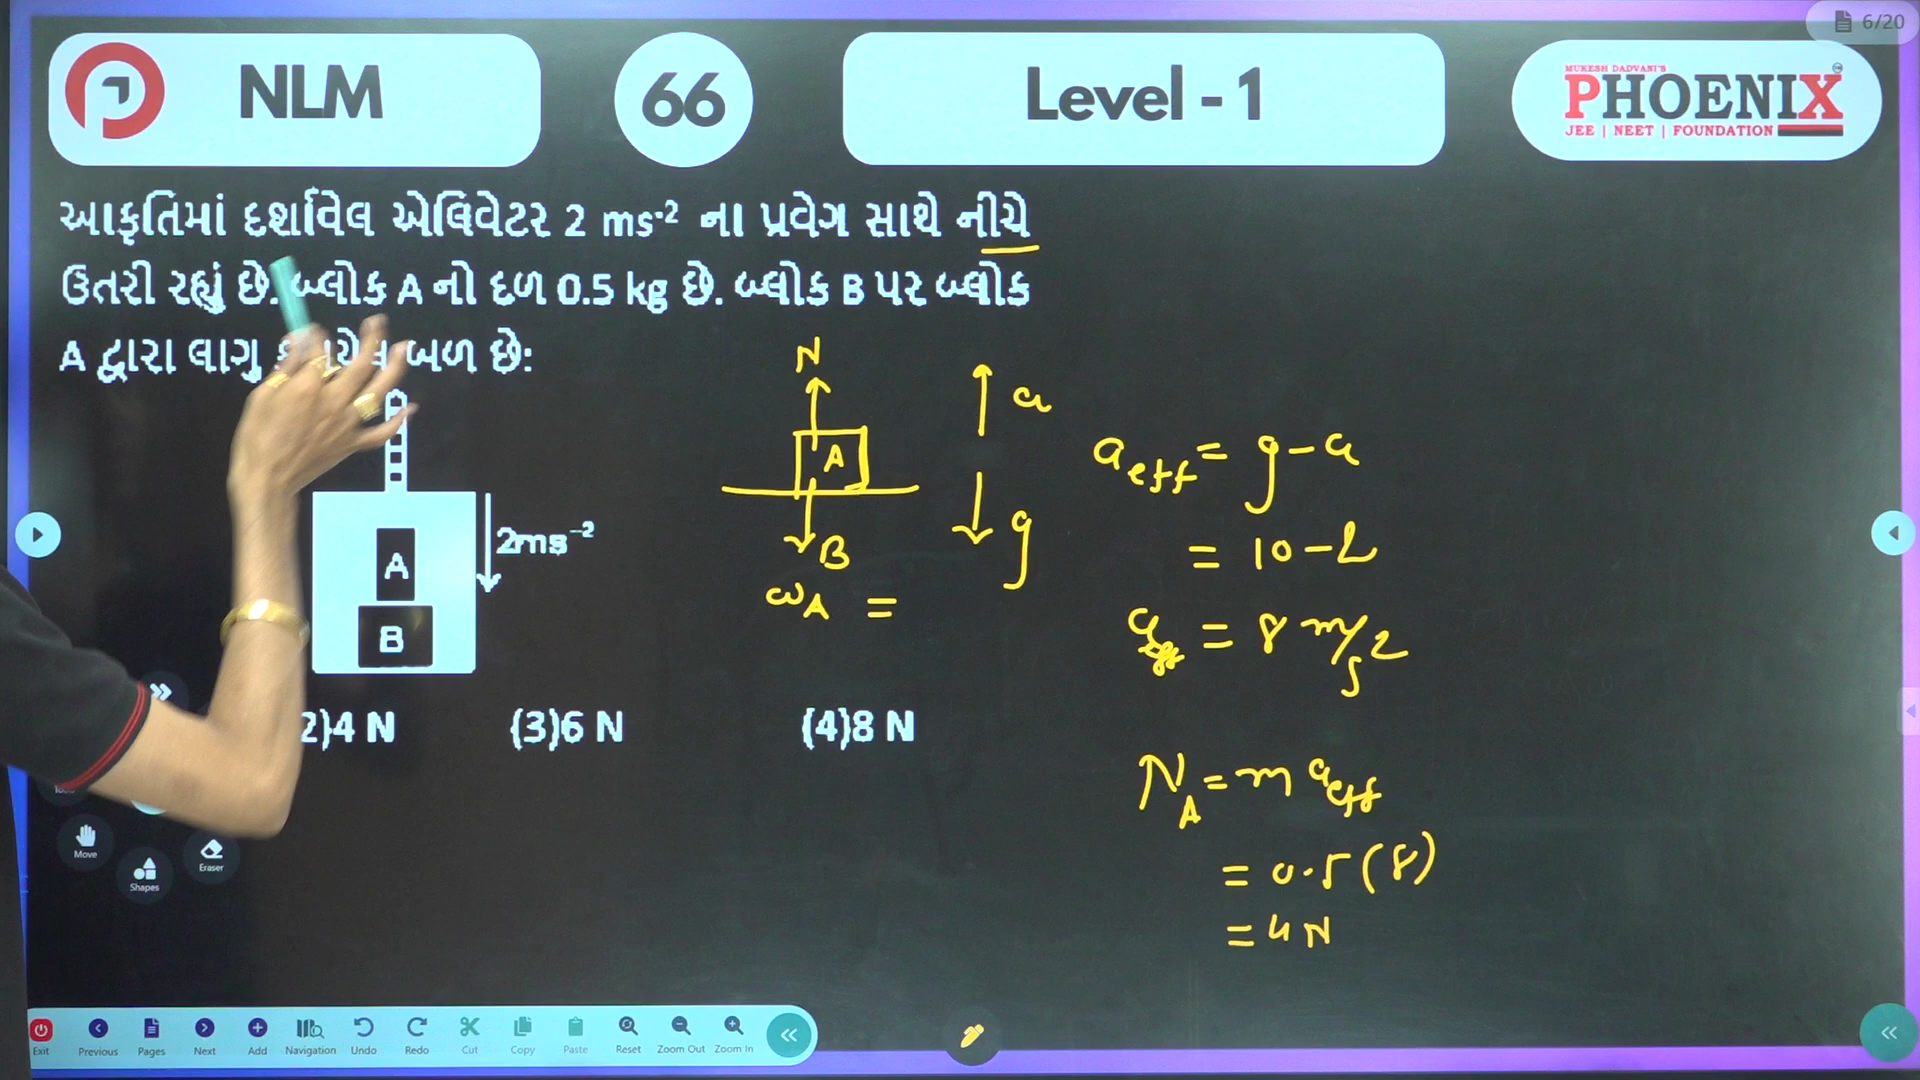 6/20
NLM
66
Level - 1
MUKESH DADVANI'S
PHOENIX
JEE | NEET | FOUNDATION
આકૃતિમાં દર્શાવેલ એલિવેટર 2 ms⁻² ના પ્રવેગ સાથે નીચે
ઉતરી રહ્યું છે. બ્લોક A નો દળ 0.5 kg છે. બ્લોક B પર બ્લોક
A દ્વારા લાગુ બળ છે:
A
B
2ms⁻²
2)4 N (3)6 N (4)8 N
N
A
B
ωA =
a
g
aeff = g - a
= 10 - 2
aeff = 8 m/s2
NA = m aeff
= 0.5 (8)
= 4 N
Move
Shapes
Eraser
Exit Previous Pages Next Add Navigation Undo Redo Cut Copy Paste Reset Zoom Out Zoom In